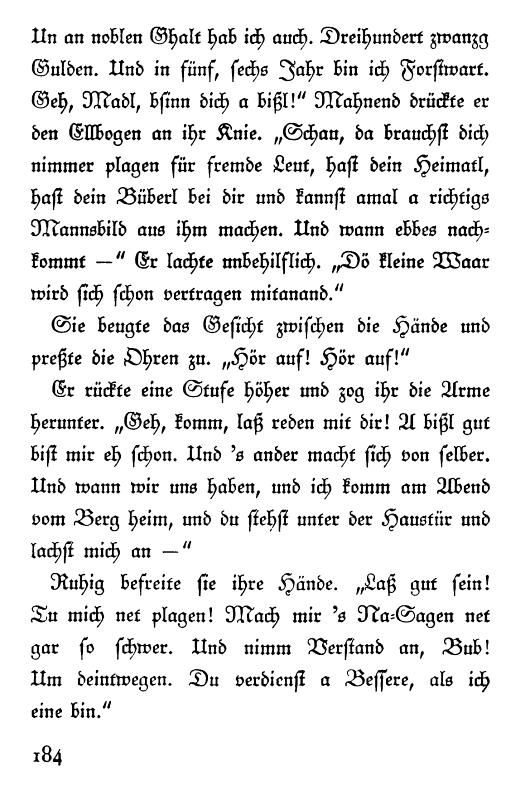 Un an noblen Ghalt hab ich auch. Dreihundert zwanzg
Gulden. Und in fünf, sechs Jahr bin ich Forstwart.
Geh, Madl, bsinn dich a bißl!“ Mahnend drückte er
den Ellbogen an ihr Knie. „Schau, da brauchst dich
nimmer plagen für fremde Leut, hast dein Heimatl,
hast dein Büberl bei dir und kannst amal a richtigs
Mannsbild aus ihm machen. Und wann ebbes nach-
kommt —“ Er lachte unbehilflich. „Dö kleine Waar
wird sich schon vertragen mitanand.“
Sie beugte das Gesicht zwischen die Hände und
preßte die Ohren zu. „Hör auf! Hör auf!“
Er rückte eine Stufe höher und zog ihr die Arme
herunter. „Geh, komm, laß reden mit dir! A bißl gut
bist mir eh schon. Und 's ander macht sich von selber.
Und wann wir uns haben, und ich komm am Abend
vom Berg heim, und du stehst unter der Haustür und
lachst mich an —“
Ruhig befreite sie ihre Hände. „Laß gut sein!
Tu mich net plagen! Mach mir 's Na-Sagen net
gar so schwer. Und nimm Verstand an, Bub!
Um deintwegen. Du verdienst a Bessere, als ich
eine bin.“
184